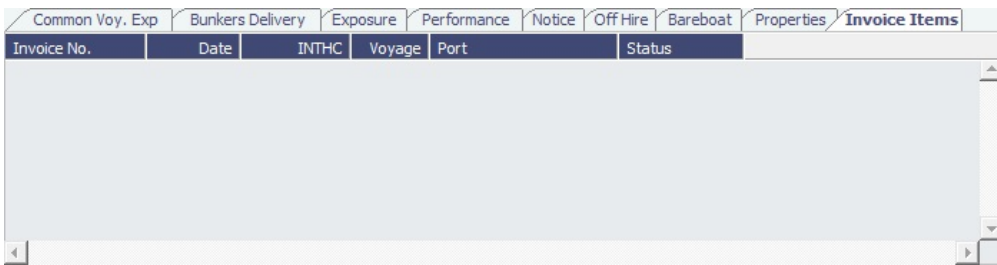 Common Voy. Exp Bunkers Delivery Exposure Performance Notice Off Hire Bareboat Properties Invoice Items
Invoice No. Date INTHC Voyage Port Status